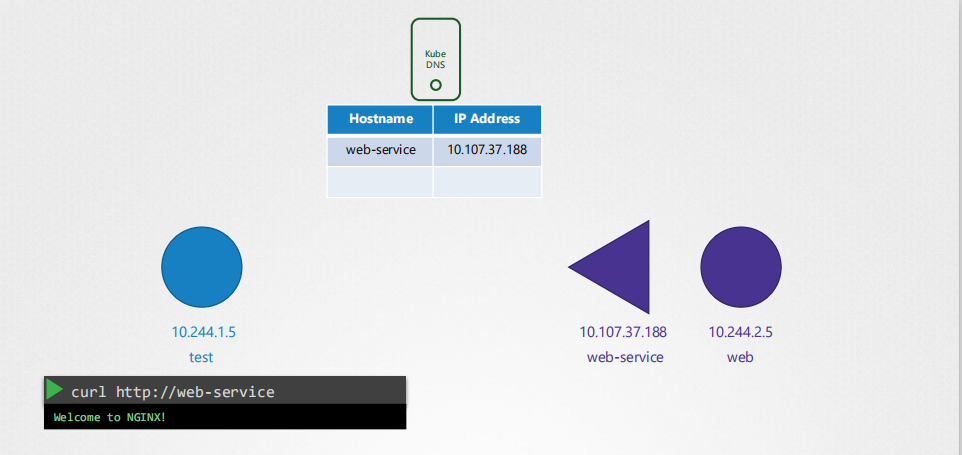 Kube
DNS
Hostname IP Address
web-service 10.107.37.188
10.244.1.5
test
10.107.37.188
web-service
10.244.2.5
web
curl http://web-service
Welcome to NGINX!